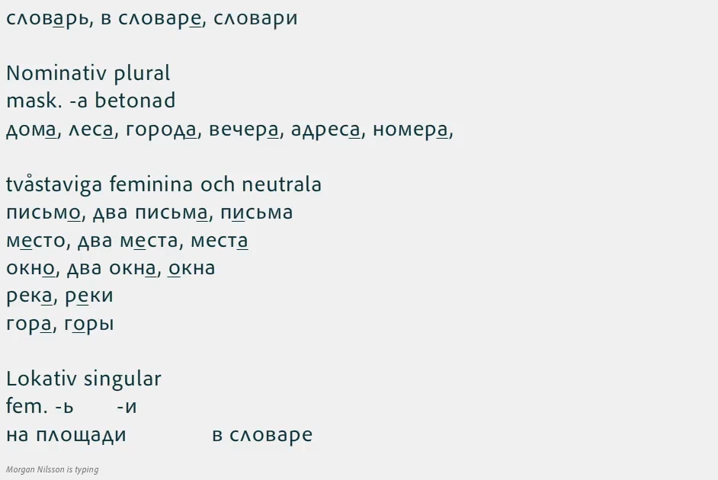 словарь, в словаре, словари
Nominativ plural
mask. -a betonad
дома, леса, города, вечера, адреса, номера,
tvåstaviga feminina och neutrala
письмо, два письма, письма
место, два места, места
окно, два окна, окна
река, реки
гора, горы
Lokativ singular
fem. -ь -и
на площади в словаре
Morgan Nilsson is typing